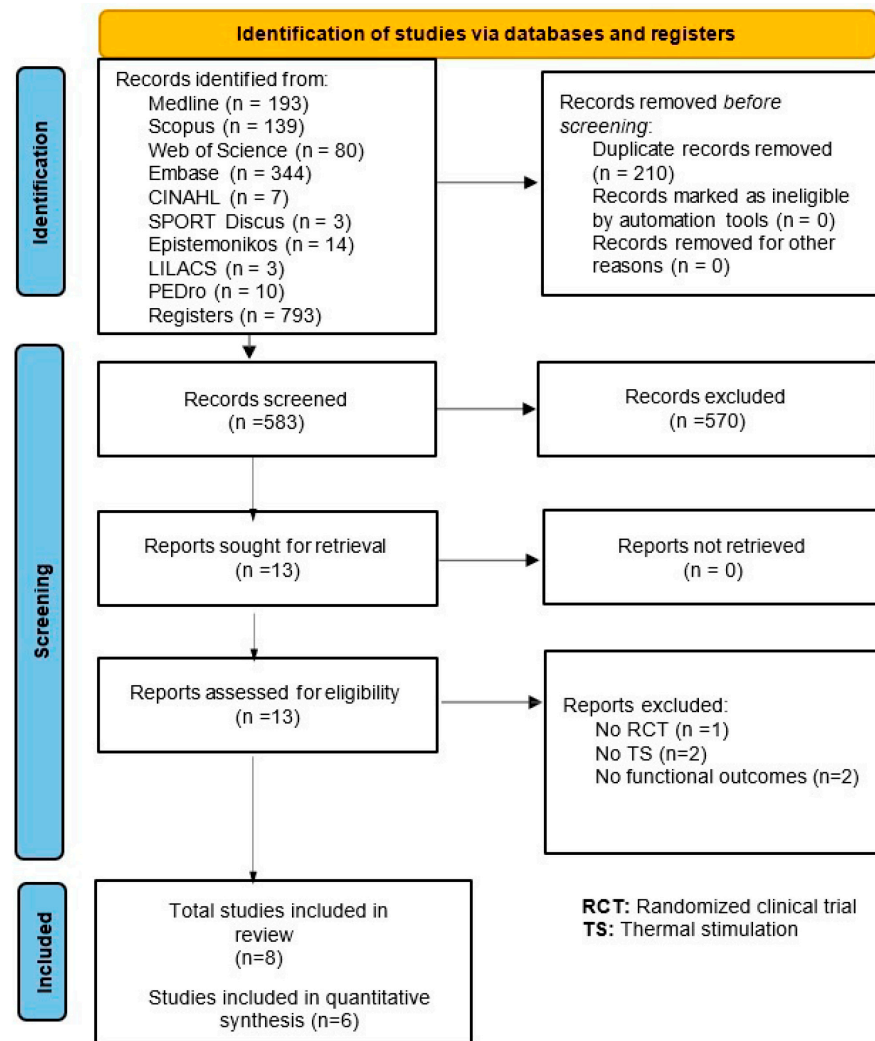 Identification of studies via databases and registers
Identification
Records identified from:
Medline (n = 193)
Scopus (n = 139)
Web of Science (n = 80)
Embase (n = 344)
CINAHL (n = 7)
SPORT Discus (n = 3)
Epistemonikos (n = 14)
LILACS (n = 3)
PEDro (n = 10)
Registers (n = 793)
Records removed before
screening:
Duplicate records removed
(n = 210)
Records marked as ineligible
by automation tools (n = 0)
Records removed for other
reasons (n = 0)
Screening
Records screened
(n =583)
Records excluded
(n =570)
Reports sought for retrieval
(n =13)
Reports not retrieved
(n = 0)
Reports assessed for eligibility
(n =13)
Reports excluded:
No RCT (n =1)
No TS (n=2)
No functional outcomes (n=2)
Included
Total studies included in
review
(n=8)
Studies included in quantitative
synthesis (n=6)
RCT: Randomized clinical trial
TS: Thermal stimulation